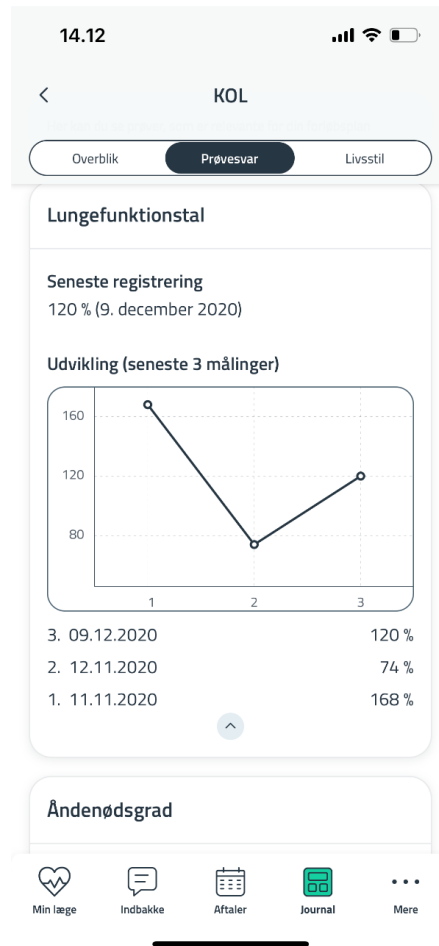 14.12
KOL
Overblik Prøvesvar Livsstil
Lungefunktionstal
Seneste registrering
120 % (9. december 2020)
Udvikling (seneste 3 målinger)
160
120
80
1 2 3
3. 09.12.2020 120 %
2. 12.11.2020 74 %
1. 11.11.2020 168 %
Åndenødsgrad
Min læge Indbakke Aftaler Journal Mere